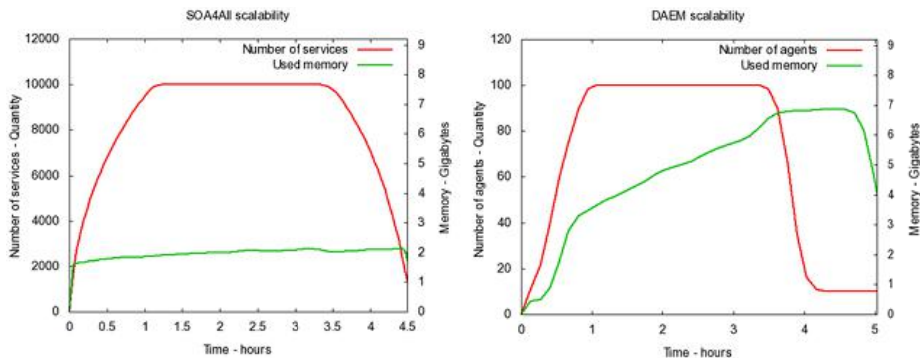 SOA4All scalability
Number of services
Used memory
Number of services - Quantity
12000
10000
8000
6000
4000
2000
0
9
8
7
6
5
4
3
2
1
0
Memory - Gigabytes
0 0.5 1 1.5 2 2.5 3 3.5 4 4.5
Time - hours
DAEM scalability
Number of agents
Used memory
Number of agents - Quantity
120
100
80
60
40
20
0
9
8
7
6
5
4
3
2
1
0
Memory - Gigabytes
0 1 2 3 4 5
Time - hours